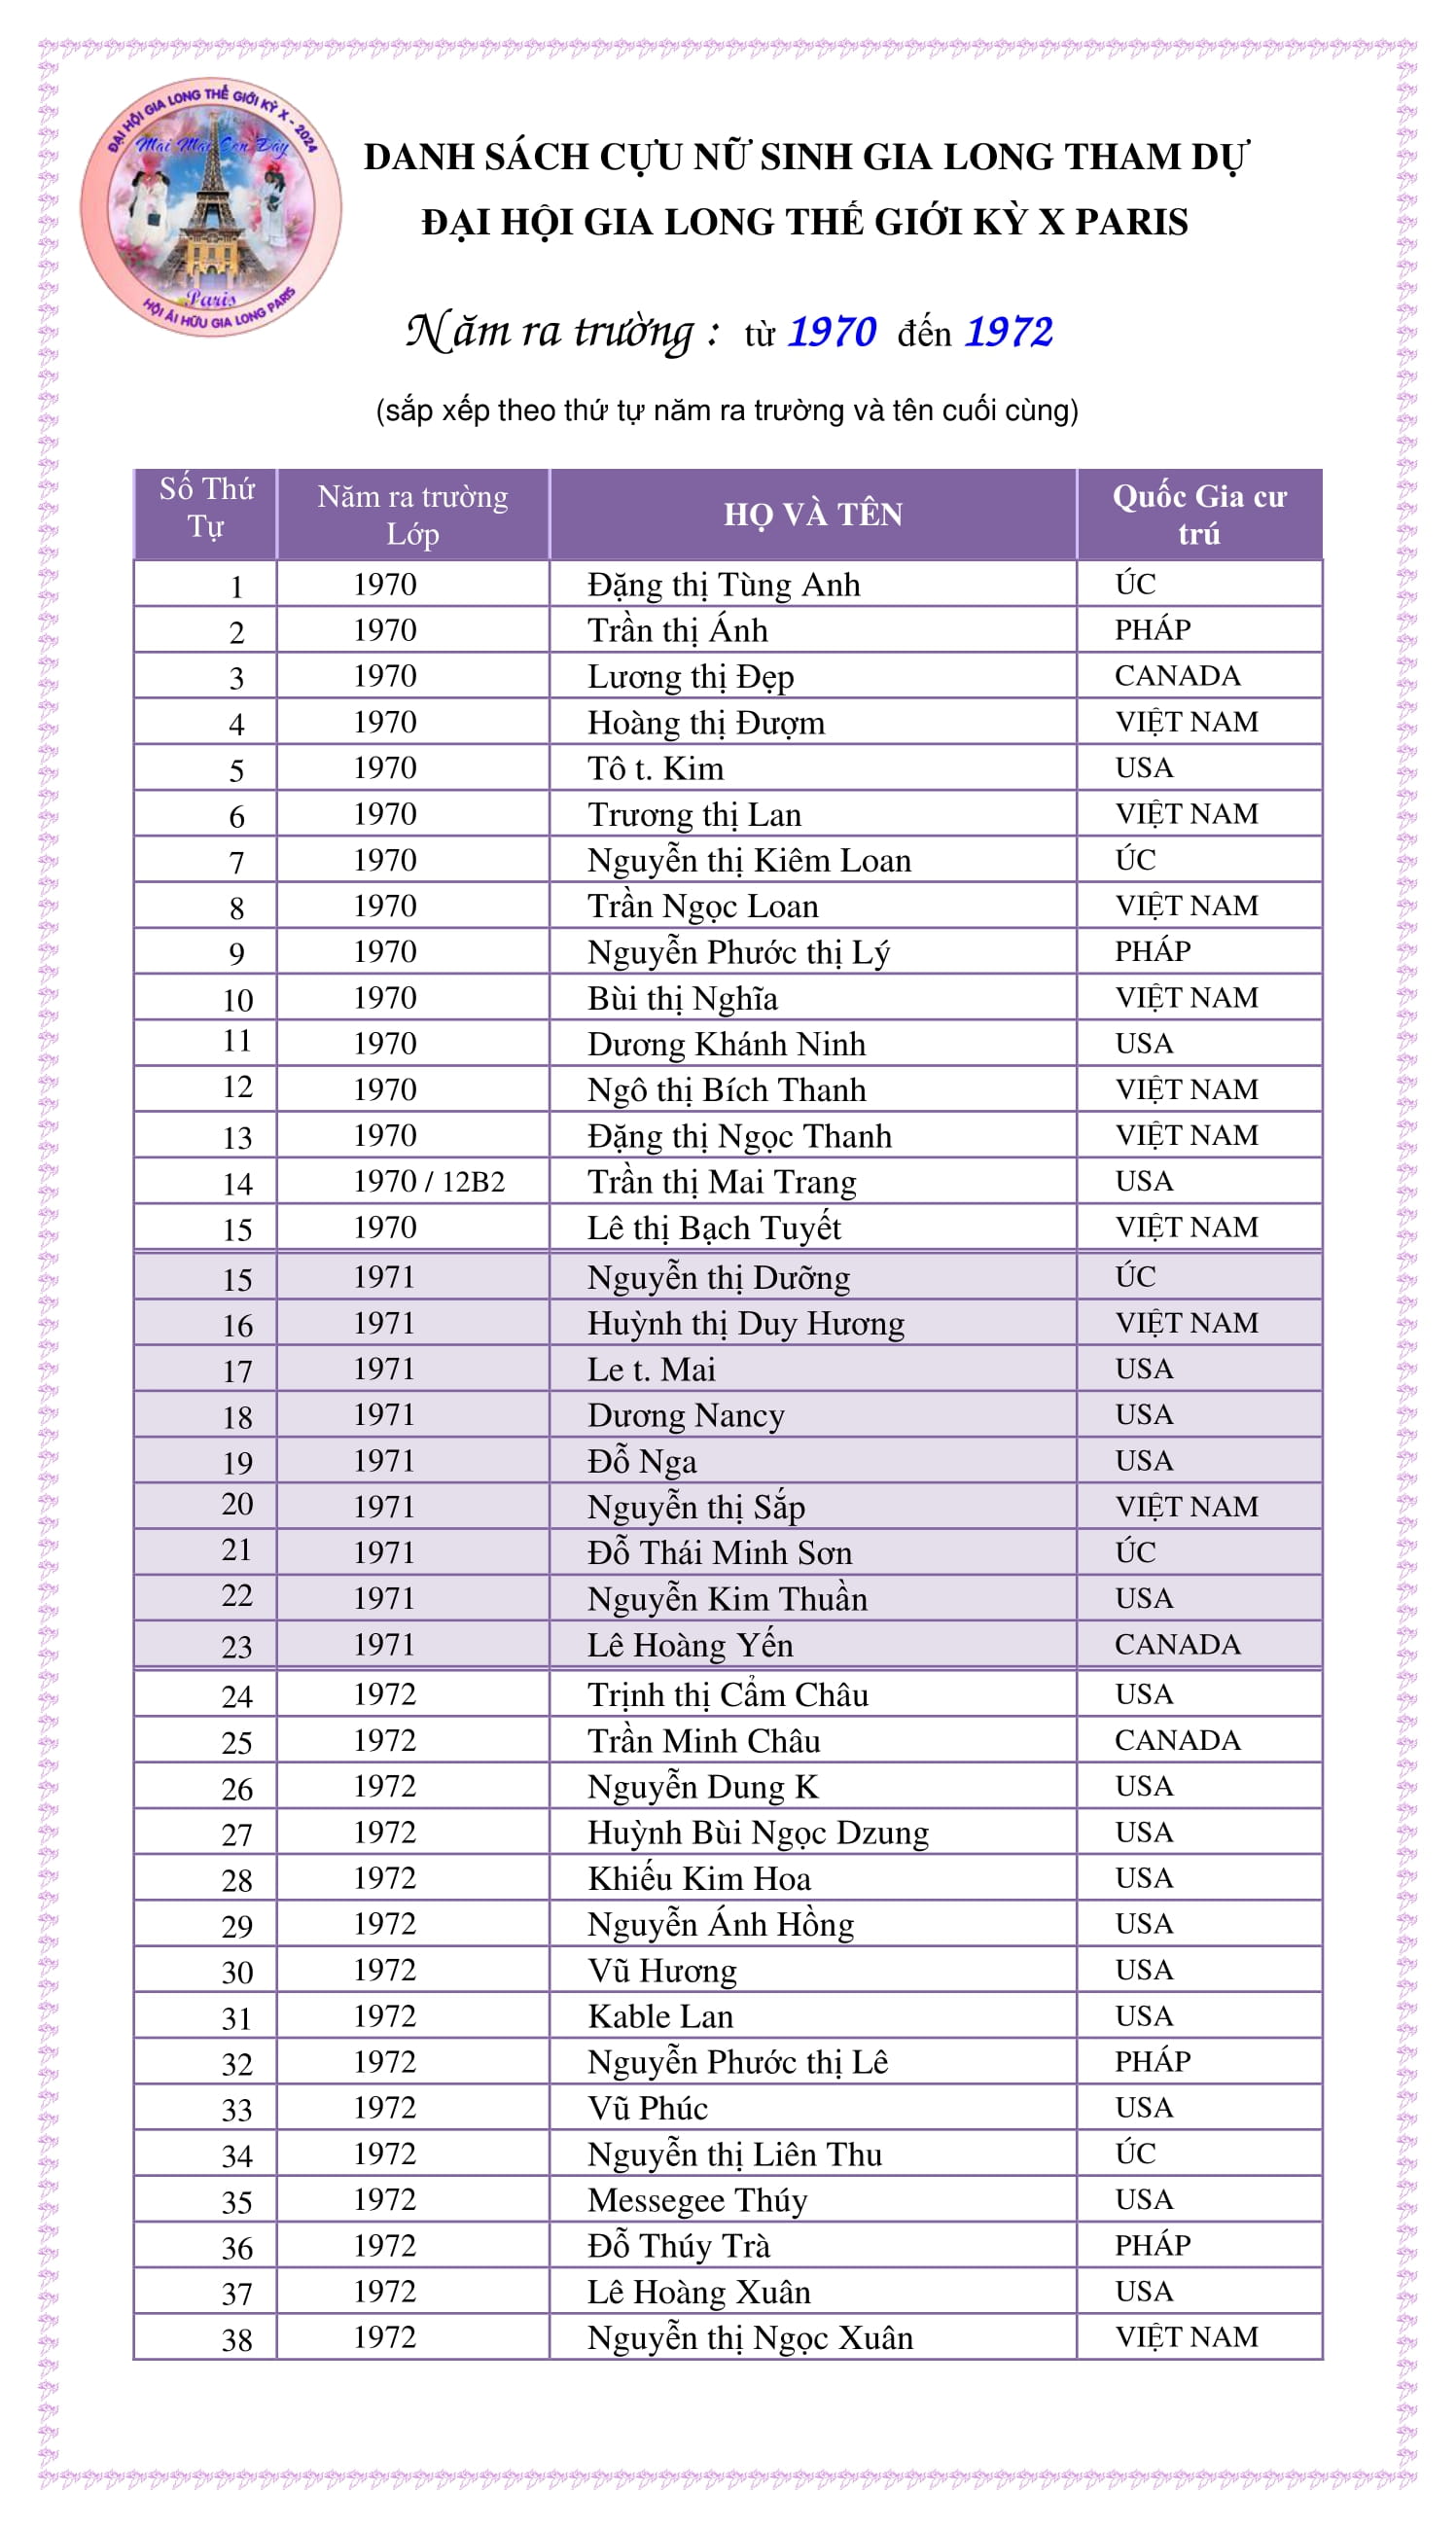 ĐẠI HỘI GIA LONG THẾ GIỚI KỲ X - 2024
Mãi Mãi Còn Đây
Paris
HỘI ÁI HỮU GIA LONG PARIS
DANH SÁCH CỰU NỮ SINH GIA LONG THAM DỰ
ĐẠI HỘI GIA LONG THẾ GIỚI KỲ X PARIS
Năm ra trường : từ 1970 đến 1972
(sắp xếp theo thứ tự năm ra trường và tên cuối cùng)
Số Thứ Tự Năm ra trường Lớp HỌ VÀ TÊN Quốc Gia cư trú
1 1970 Đặng thị Tùng Anh ÚC
2 1970 Trần thị Ánh PHÁP
3 1970 Lương thị Đẹp CANADA
4 1970 Hoàng thị Đượm VIỆT NAM
5 1970 Tô t. Kim USA
6 1970 Trương thị Lan VIỆT NAM
7 1970 Nguyễn thị Kiêm Loan ÚC
8 1970 Trần Ngọc Loan VIỆT NAM
9 1970 Nguyễn Phước thị Lý PHÁP
10 1970 Bùi thị Nghĩa VIỆT NAM
11 1970 Dương Khánh Ninh USA
12 1970 Ngô thị Bích Thanh VIỆT NAM
13 1970 Đặng thị Ngọc Thanh VIỆT NAM
14 1970 / 12B2 Trần thị Mai Trang USA
15 1970 Lê thị Bạch Tuyết VIỆT NAM
15 1971 Nguyễn thị Dưỡng ÚC
16 1971 Huỳnh thị Duy Hương VIỆT NAM
17 1971 Le t. Mai USA
18 1971 Dương Nancy USA
19 1971 Đỗ Nga USA
20 1971 Nguyễn thị Sắp VIỆT NAM
21 1971 Đỗ Thái Minh Sơn ÚC
22 1971 Nguyễn Kim Thuần USA
23 1971 Lê Hoàng Yến CANADA
24 1972 Trịnh thị Cẩm Châu USA
25 1972 Trần Minh Châu CANADA
26 1972 Nguyễn Dung K USA
27 1972 Huỳnh Bùi Ngọc Dzung USA
28 1972 Khiếu Kim Hoa USA
29 1972 Nguyễn Ánh Hồng USA
30 1972 Vũ Hương USA
31 1972 Kable Lan USA
32 1972 Nguyễn Phước thị Lê PHÁP
33 1972 Vũ Phúc USA
34 1972 Nguyễn thị Liên Thu ÚC
35 1972 Messegee Thúy USA
36 1972 Đỗ Thúy Trà PHÁP
37 1972 Lê Hoàng Xuân USA
38 1972 Nguyễn thị Ngọc Xuân VIỆT NAM